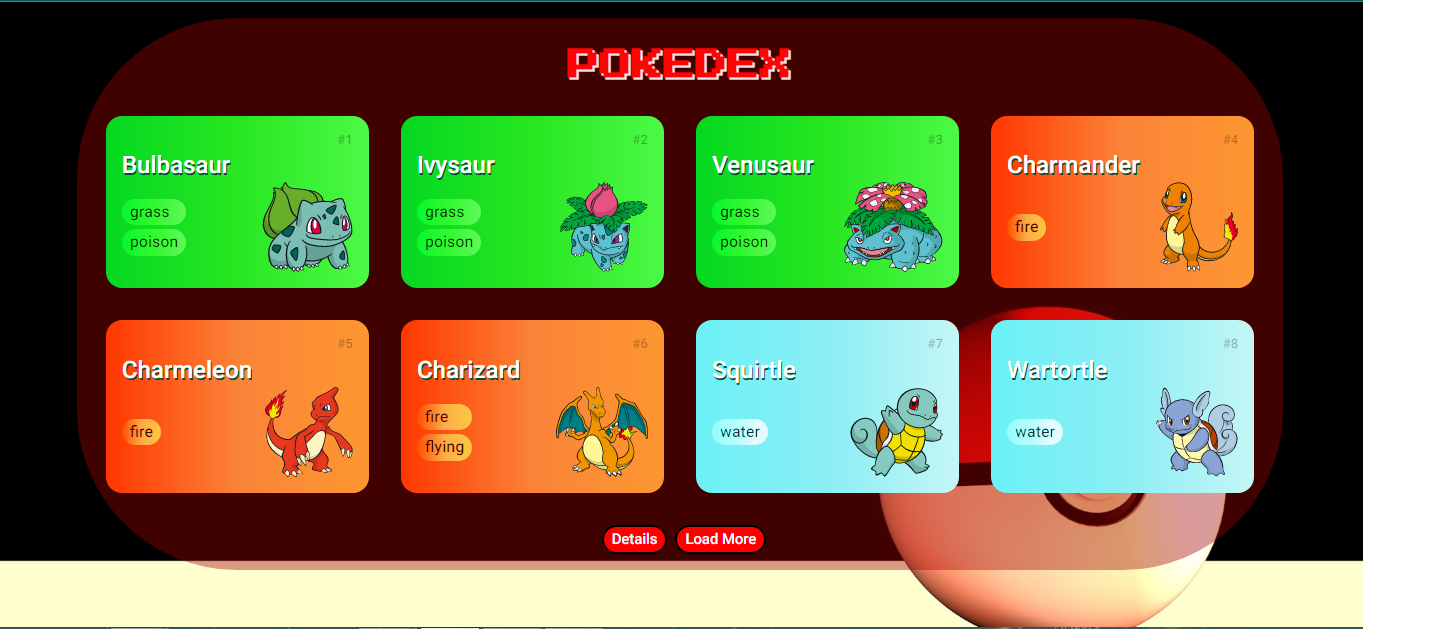 POKEDEX
#1
Bulbasaur
grass
poison
#2
Ivysaur
grass
poison
#3
Venusaur
grass
poison
#4
Charmander
fire
#5
Charmeleon
fire
#6
Charizard
fire
flying
#7
Squirtle
water
#8
Wartortle
water
Details
Load More